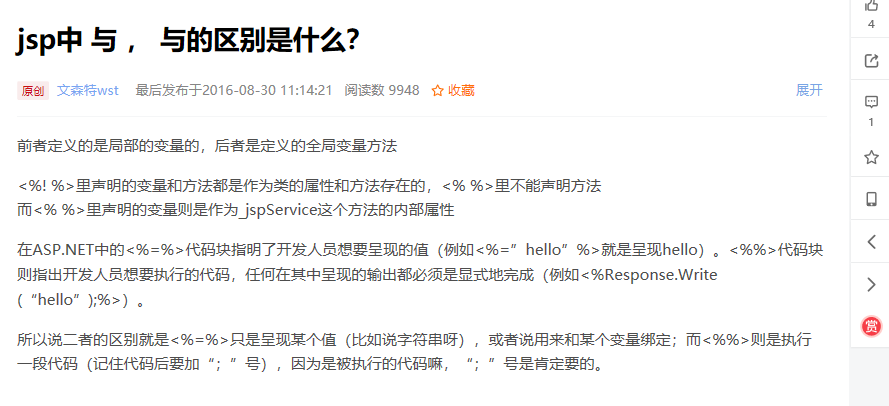 jsp中 与 ， 与的区别是什么？
原创 文森特wst 最后发布于2016-08-30 11:14:21 阅读数 9948 收藏 展开
前者定义的是局部的变量的，后者是定义的全局变量方法
<%! %>里声明的变量和方法都是作为类的属性和方法存在的，<% %>里不能声明方法
而<% %>里声明的变量则是作为_jspService这个方法的内部属性
在ASP.NET中的<%=%>代码块指明了开发人员想要呈现的值（例如<%=”hello”%>就是呈现hello）。<%%>代码块
则指出开发人员想要执行的代码，任何在其中呈现的输出都必须是显式地完成（例如<%Response.Write
(“hello”);%>）。
所以说二者的区别就是<%=%>只是呈现某个值（比如说字符串呀），或者说用来和某个变量绑定；而<%%>则是执行
一段代码（记住代码后要加“；”号），因为是被执行的代码嘛，“；”号是肯定要的。
4
1
赏